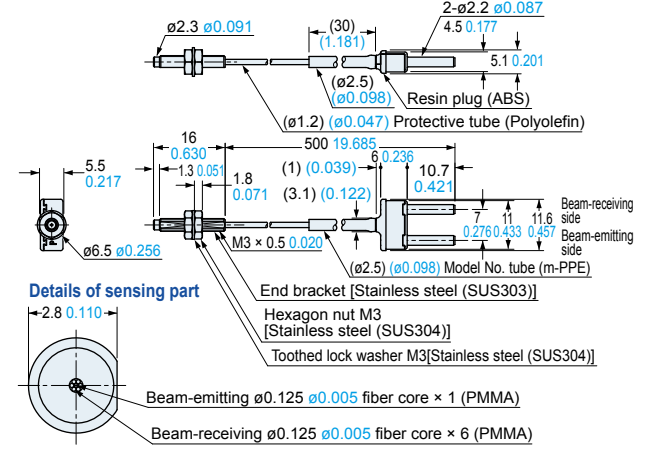 2-ø2.2 ø0.087
ø2.3 ø0.091
(30)
(1.181)
4.5 0.177
5.1 0.201
(ø2.5)
(ø0.098)
Resin plug (ABS)
(ø1.2) (ø0.047) Protective tube (Polyolefin)
16
0.630
500 19.685
1.3 0.051
1.8
0.071
(1) (0.039)
(3.1) (0.122)
6 0.236
10.7
0.421
5.5
0.217
ø6.5 ø0.256
M3 × 0.5 0.020
7
0.276
11
0.433
11.6
0.457
Beam-receiving
side
Beam-emitting
side
(ø2.5) (ø0.098) Model No. tube (m-PPE)
End bracket [Stainless steel (SUS303)]
Hexagon nut M3
[Stainless steel (SUS304)]
Toothed lock washer M3[Stainless steel (SUS304)]
Details of sensing part
2.8 0.110
Beam-emitting ø0.125 ø0.005 fiber core × 1 (PMMA)
Beam-receiving ø0.125 ø0.005 fiber core × 6 (PMMA)